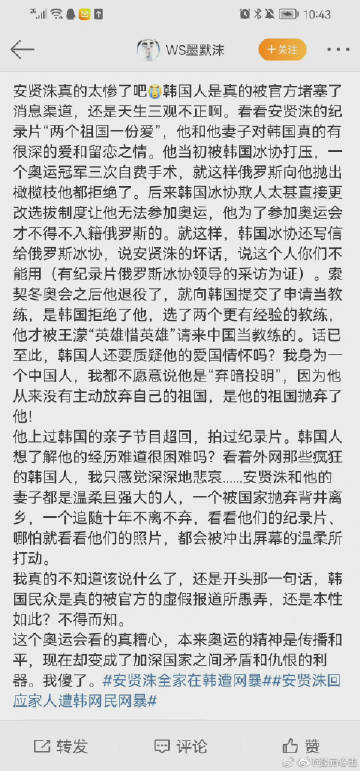 10:43
WS墨默沫
+关注
安贤洙真的太惨了吧😭韩国人是真的被官方堵塞了
消息渠道，还是天生三观不正啊。看看安贤洙的纪
录片“两个祖国一份爱”，他和他妻子对韩国真的有
很深的爱和留恋之情。他当初被韩国冰协打压，一
个奥运冠军三次自费手术，就这样俄罗斯向他抛出
橄榄枝他都拒绝了。后来韩国冰协欺人太甚直接更
改选拔制度让他无法参加奥运，他为了参加奥运会
才不得不入籍俄罗斯的。就这样，韩国冰协还写信
给俄罗斯冰协，说安贤洙的坏话，说这个人你们不
能用（有纪录片俄罗斯冰协领导的采访为证）。索
契冬奥会之后他退役了，就向韩国提交了申请当教
练，是韩国拒绝了他，选了两个更有经验的教练，
他才被王濛“英雄惜英雄”请来中国当教练的。话已
至此，韩国人还要质疑他的爱国情怀吗？我身为一
个中国人，我都不愿意说他是“弃暗投明”，因为他
从来没有主动放弃自己的祖国，是他的祖国抛弃了
他！
他上过韩国的亲子节目超回，拍过纪录片。韩国人
想了解他的经历难道很困难吗？看着外网那些疯狂
的韩国人，我只感觉深深地悲哀......安贤洙和他的
妻子都是温柔且强大的人，一个被国家抛弃背井离
乡，一个追随十年不离不弃，看看他们的纪录片、
哪怕就看看他们的照片，都会被冲出屏幕的温柔所
打动。
我真的不知道该说什么了，还是开头那一句话，韩
国民众是真的被官方的虚假报道所愚弄，还是本性
如此？不得而知。
这个奥运会看的真糟心，本来奥运的精神是传播和
平，现在却变成了加深国家之间矛盾和仇恨的利
器。我傻了。#安贤洙全家在韩遭网暴##安贤洙回
应家人遭韩网民网暴#
转发
评论
赞